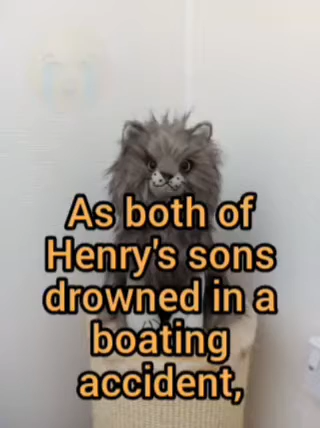 As both of
Henry's sons
drowned in a
boating
accident,